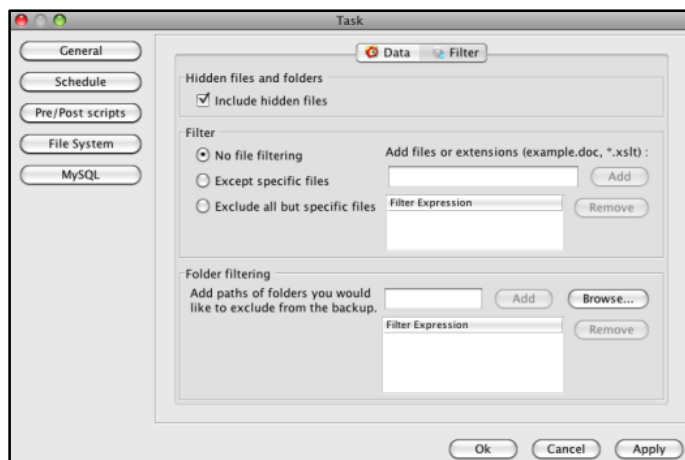 Task
General
Schedule
Pre/Post scripts
File System
MySQL
Data
Filter
Hidden files and folders
Include hidden files
Filter
No file filtering
Except specific files
Exclude all but specific files
Add files or extensions (example.doc, *.xslt) :
Add
Filter Expression
Remove
Folder filtering
Add paths of folders you would
like to exclude from the backup.
Add
Browse...
Filter Expression
Remove
Ok
Cancel
Apply